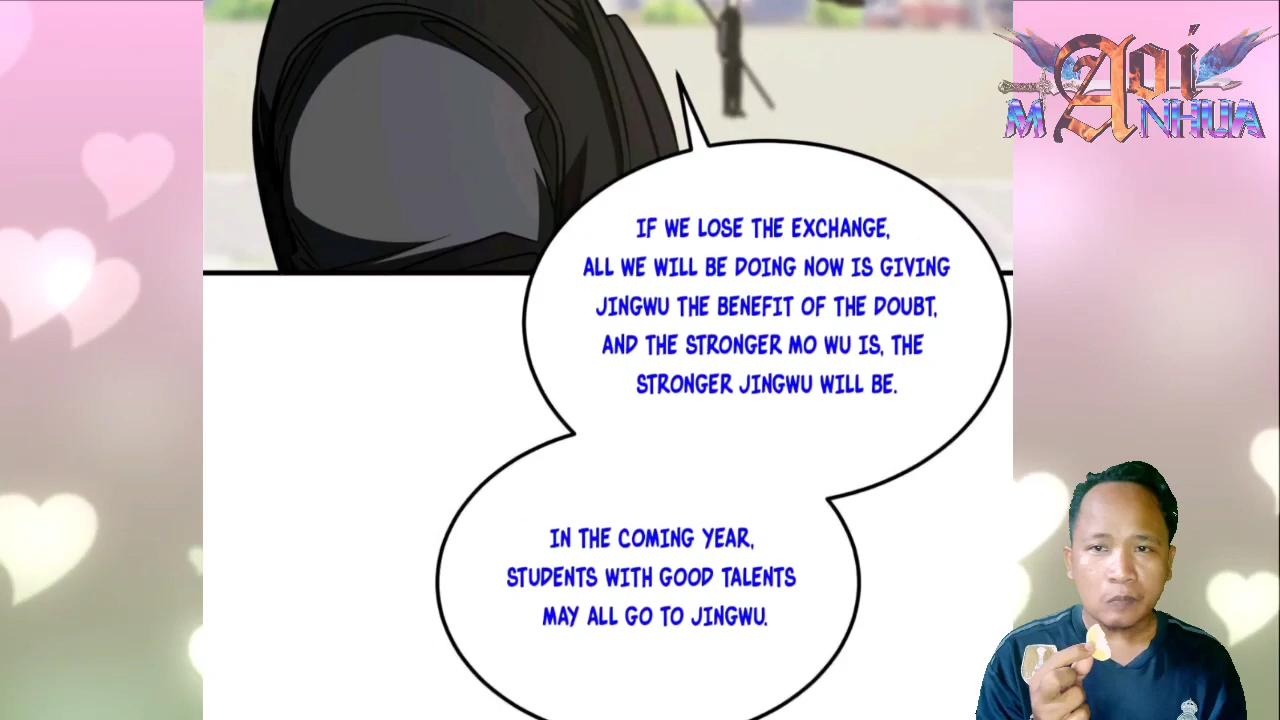 Aoi
MANHUA
IF WE LOSE THE EXCHANGE,
ALL WE WILL BE DOING NOW IS GIVING
JINGWU THE BENEFIT OF THE DOUBT,
AND THE STRONGER MO WU IS, THE
STRONGER JINGWU WILL BE.
IN THE COMING YEAR,
STUDENTS WITH GOOD TALENTS
MAY ALL GO TO JINGWU.